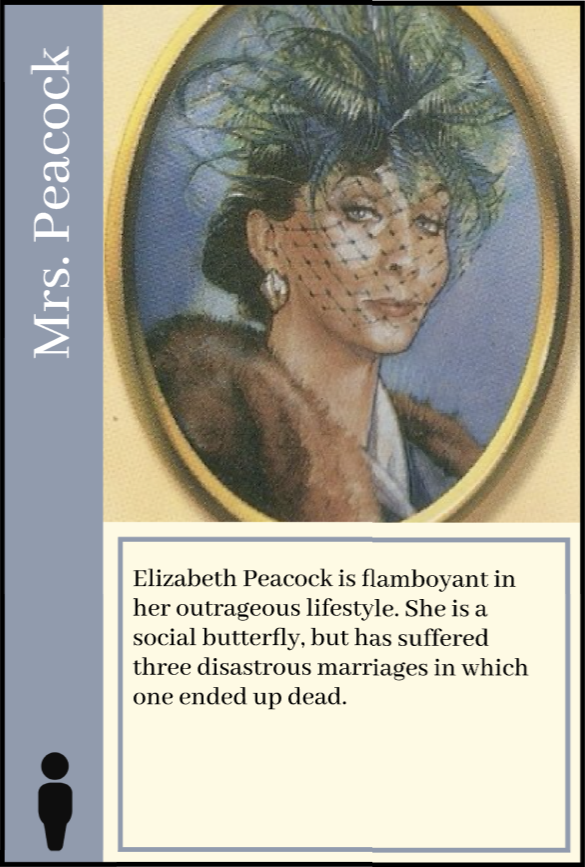 Mrs. Peacock
Elizabeth Peacock is flamboyant in
her outrageous lifestyle. She is a
social butterfly, but has suffered
three disastrous marriages in which
one ended up dead.